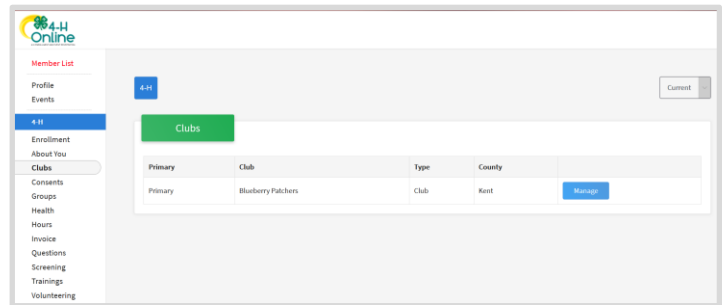 4-H
Online
Member List
Profile
Events
4-H
Enrollment
About You
Clubs
Consents
Groups
Health
Hours
Invoice
Questions
Screening
Trainings
Volunteering
4-H
Current
Clubs
Primary Club Type County
Primary Blueberry Patchers Club Kent Manage